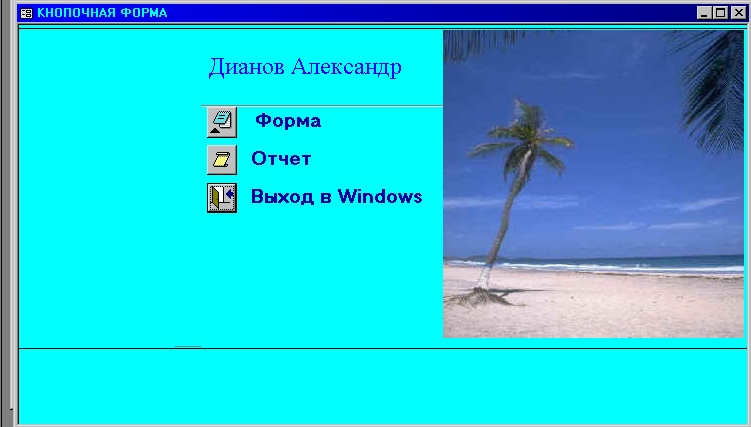 КНОПОЧНАЯ ФОРМА
Дианов Александр
Форма
Отчет
Выход в Windows